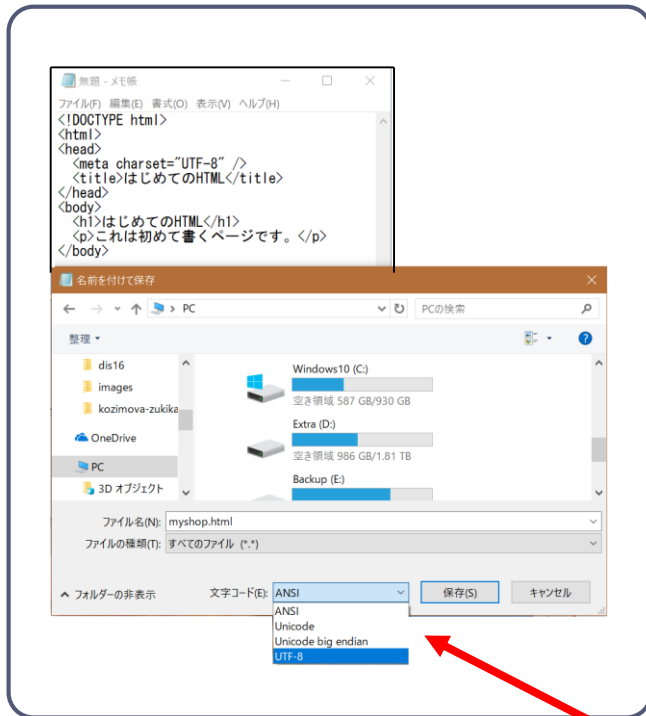 無題 - メモ帳
ファイル(F) 編集(E) 書式(O) 表示(V) ヘルプ(H)
<!DOCTYPE html>
<html>
<head>
<meta charset="UTF-8" />
<title>はじめてのHTML</title>
</head>
<body>
<h1>はじめてのHTML</h1>
<p>これは初めて書くページです。</p>
</body>
名前を付けて保存
PC
PCの検索
整理
dis16
images
kozimova-zukika
OneDrive
PC
3D オブジェクト
Windows10 (C:)
空き領域 587 GB/930 GB
Extra (D:)
空き領域 986 GB/1.81 TB
Backup (E:)
ファイル名(N): myshop.html
ファイルの種類(T): すべてのファイル (*.*)
フォルダーの非表示 文字コード(E): ANSI 保存(S) キャンセル
ANSI
Unicode
Unicode big endian
UTF-8